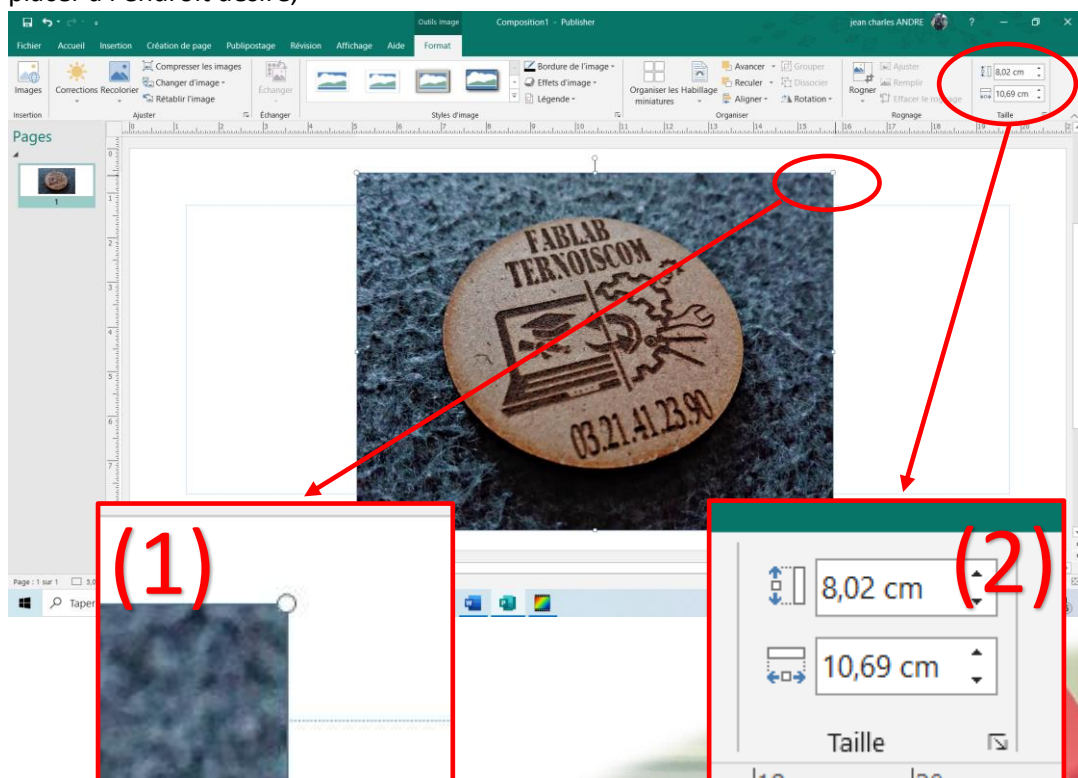 placer à l'endroit désiré)
Outils Image Composition1 - Publisher jean charles ANDRE ?
Fichier Accueil Insertion Création de page Publipostage Révision Affichage Aide Format
Images
Corrections
Recolorier
Compresser les images
Changer d'image
Rétablir l'image
Échanger
Bordure de l'image
Effets d'image
Légende
Organiser les miniatures
Habillage
Avancer
Reculer
Aligner
Grouper
Dissocier
Rotation
Rogner
Ajuster
Remplir
Effacer le rognage
8,02 cm
10,69 cm
Insertion Ajuster Échanger Styles d'image Organiser Rognage Taille
Pages
1
FABLAB
TERNOISCOM
03.21.41.23.90
Page : 1 sur 1
Taper
(1)
(2)
8,02 cm
10,69 cm
Taille